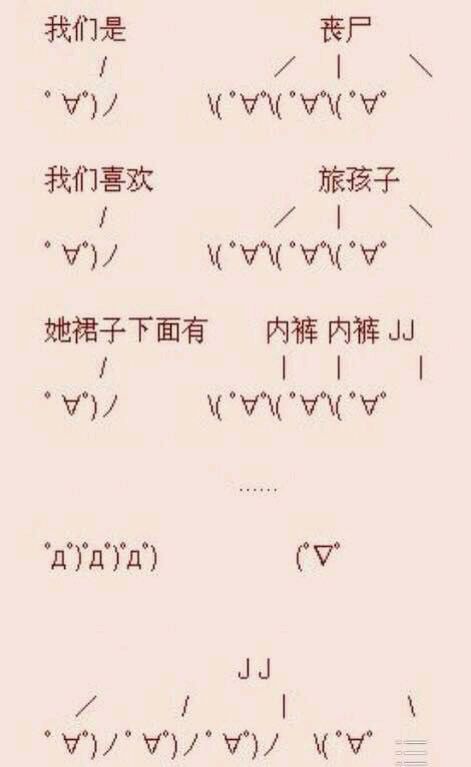 我们是 丧尸
/ ／ | ＼
ﾟ∀ﾟ)ノ \(ﾟ∀ﾟ\(ﾟ∀ﾟ\(ﾟ∀ﾟ
我们喜欢 旅孩子
/ ／ | ＼
ﾟ∀ﾟ)ノ \(ﾟ∀ﾟ\(ﾟ∀ﾟ\(ﾟ∀ﾟ
她裙子下面有 内裤 内裤 JJ
/ | | |
ﾟ∀ﾟ)ノ \(ﾟ∀ﾟ\(ﾟ∀ﾟ\(ﾟ∀ﾟ
......
ﾟдﾟ)ﾟдﾟ)ﾟдﾟ) (ﾟ∇ﾟ
JJ
／ / | \
ﾟ∀ﾟ)ノﾟ∀ﾟ)ノﾟ∀ﾟ)ノ \(ﾟ∀ﾟ